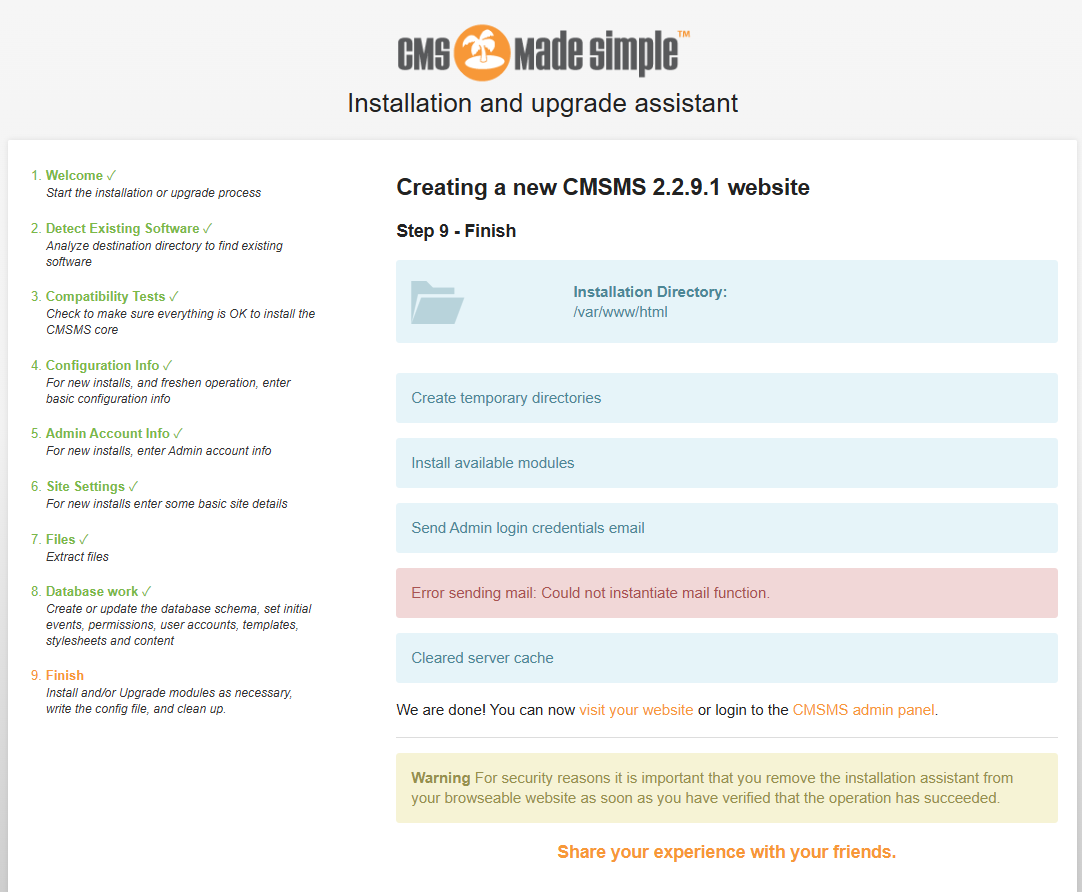 CMS Made Simple™
Installation and upgrade assistant
1. Welcome ✓
Start the installation or upgrade process
2. Detect Existing Software ✓
Analyze destination directory to find existing
software
3. Compatibility Tests ✓
Check to make sure everything is OK to install the
CMSMS core
4. Configuration Info ✓
For new installs, and freshen operation, enter
basic configuration info
5. Admin Account Info ✓
For new installs, enter Admin account info
6. Site Settings ✓
For new installs enter some basic site details
7. Files ✓
Extract files
8. Database work ✓
Create or update the database schema, set initial
events, permissions, user accounts, templates,
stylesheets and content
9. Finish
Install and/or Upgrade modules as necessary,
write the config file, and clean up.
Creating a new CMSMS 2.2.9.1 website
Step 9 - Finish
Installation Directory:
/var/www/html
Create temporary directories
Install available modules
Send Admin login credentials email
Error sending mail: Could not instantiate mail function.
Cleared server cache
We are done! You can now visit your website or login to the CMSMS admin panel.
Warning For security reasons it is important that you remove the installation assistant from
your browseable website as soon as you have verified that the operation has succeeded.
Share your experience with your friends.